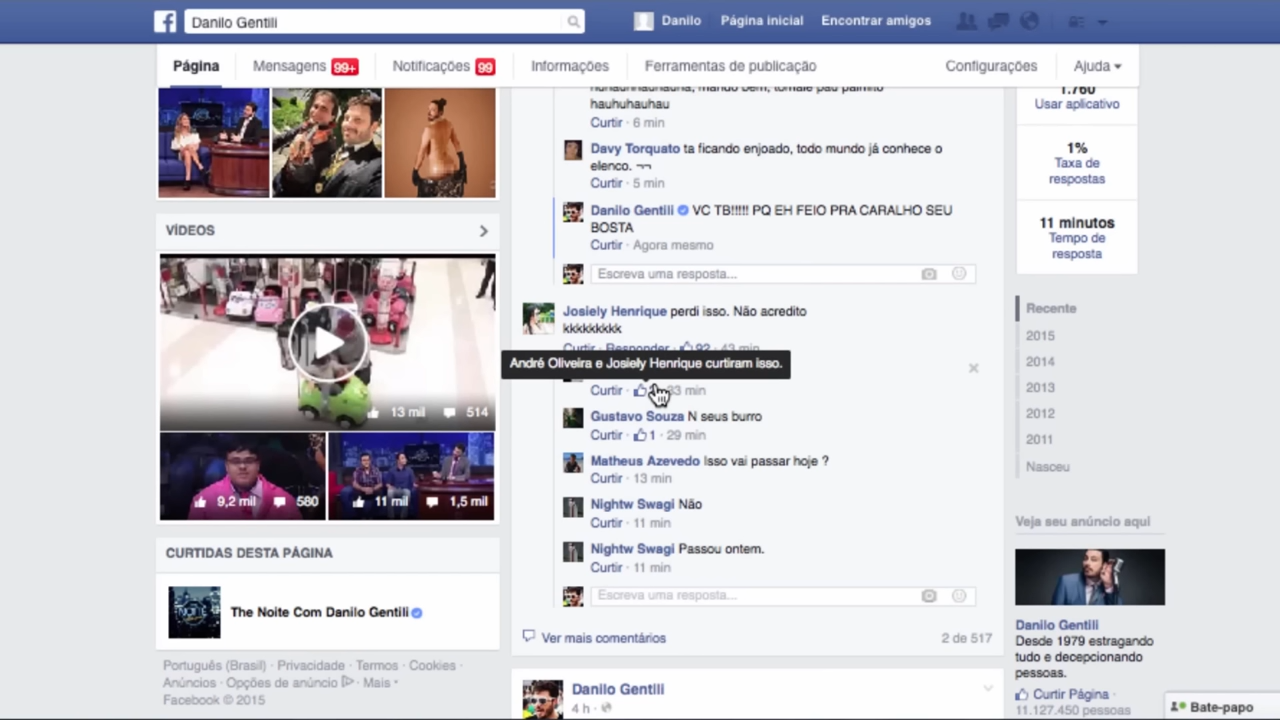 Danilo Gentili
Danilo
Página inicial
Encontrar amigos
Página
Mensagens 99+
Notificações 99
Informações
Ferramentas de publicação
Configurações
Ajuda
hauhuhauhau
Curtir · 6 min
Davy Torquato ta ficando enjoado, todo mundo já conhece o
elenco. ¬¬
Curtir · 5 min
Danilo Gentili VC TB!!!!! PQ EH FEIO PRA CARALHO SEU
BOSTA
Curtir · Agora mesmo
Escreva uma resposta...
Josiely Henrique perdi isso. Não acredito
kkkkkkkkk
Curtir · Responder · 92 · 43 min
André Oliveira e Josiely Henrique curtiram isso.
Curtir · 33 min
Gustavo Souza N seus burro
Curtir · 1 · 29 min
Matheus Azevedo Isso vai passar hoje ?
Curtir · 13 min
Nightw Swagi Não
Curtir · 11 min
Nightw Swagi Passou ontem.
Curtir · 11 min
Escreva uma resposta...
Ver mais comentários
2 de 517
Danilo Gentili
4 h ·
VÍDEOS
13 mil 514
9,2 mil 580
11 mil 1,5 mil
CURTIDAS DESTA PÁGINA
The Noite Com Danilo Gentili
Português (Brasil) · Privacidade · Termos · Cookies ·
Anúncios · Opções de anúncio · Mais
Facebook © 2015
1.760
Usar aplicativo
1%
Taxa de
respostas
11 minutos
Tempo de
resposta
Recente
2015
2014
2013
2012
2011
Nasceu
Veja seu anúncio aqui
Danilo Gentili
Desde 1979 estragando
tudo e decepcionando
pessoas.
Curtir Página ·
11.127.450 pessoas
Bate-papo